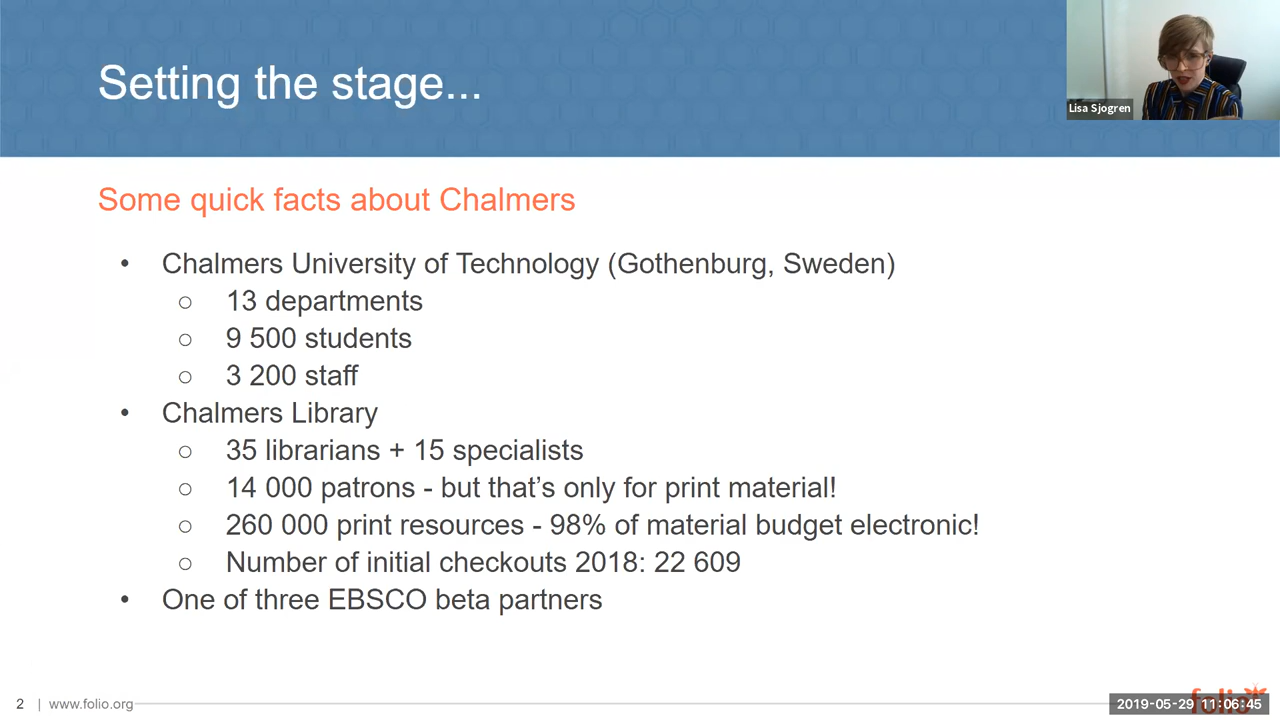 Setting the stage...
Lisa Sjogren
Some quick facts about Chalmers
• Chalmers University of Technology (Gothenburg, Sweden)
○ 13 departments
○ 9 500 students
○ 3 200 staff
• Chalmers Library
○ 35 librarians + 15 specialists
○ 14 000 patrons - but that's only for print material!
○ 260 000 print resources - 98% of material budget electronic!
○ Number of initial checkouts 2018: 22 609
• One of three EBSCO beta partners
2 | www.folio.org
folio
2019-05-29 11:06:45